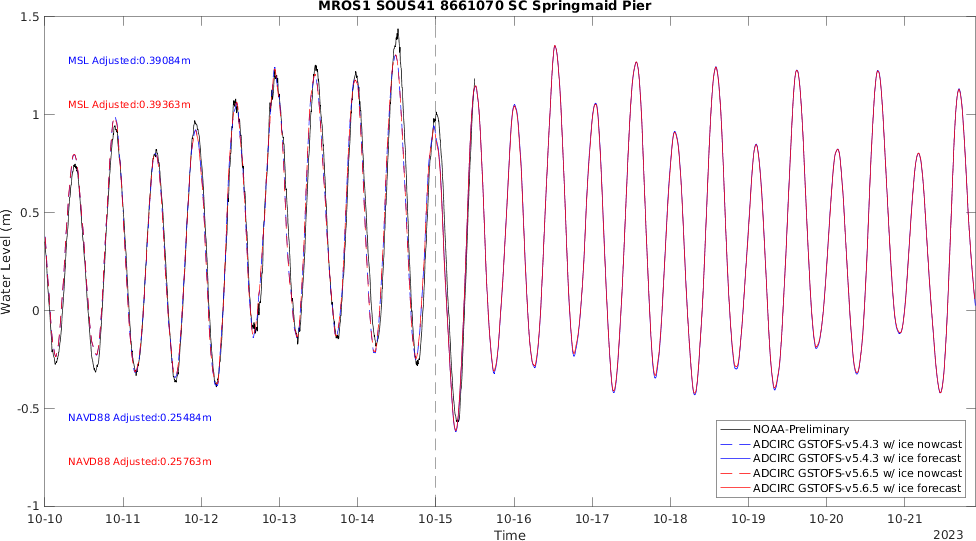 MROS1 SOUS41 8661070 SC Springmaid Pier
1.5
1
0.5
0
-0.5
-1
Water Level (m)
MSL Adjusted:0.39084m
MSL Adjusted:0.39363m
NAVD88 Adjusted:0.25484m
NAVD88 Adjusted:0.25763m
NOAA-Preliminary
ADCIRC GSTOFS-v5.4.3 w/ ice nowcast
ADCIRC GSTOFS-v5.4.3 w/ ice forecast
ADCIRC GSTOFS-v5.6.5 w/ ice nowcast
ADCIRC GSTOFS-v5.6.5 w/ ice forecast
10-10 10-11 10-12 10-13 10-14 10-15 10-16 10-17 10-18 10-19 10-20 10-21
Time
2023